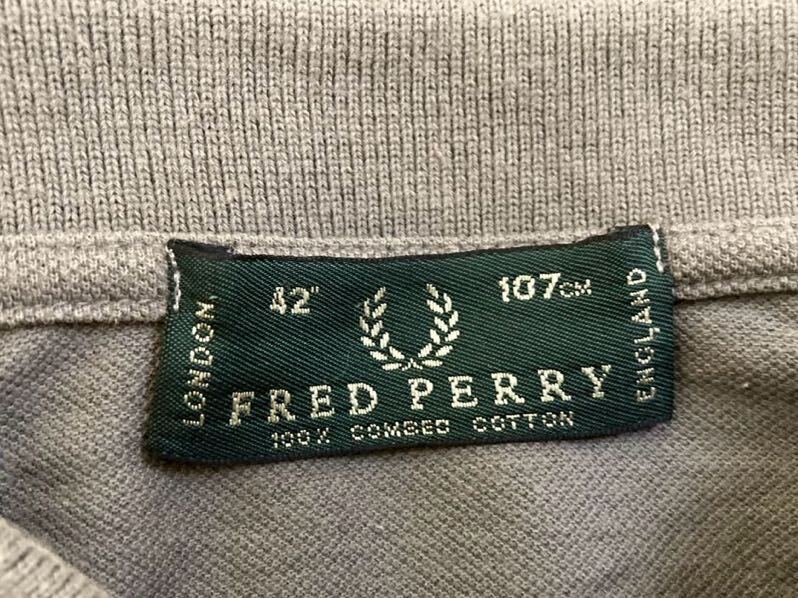 42" 107CM
LONDON.
FRED PERRY
ENGLAND
100% COMBED COTTON